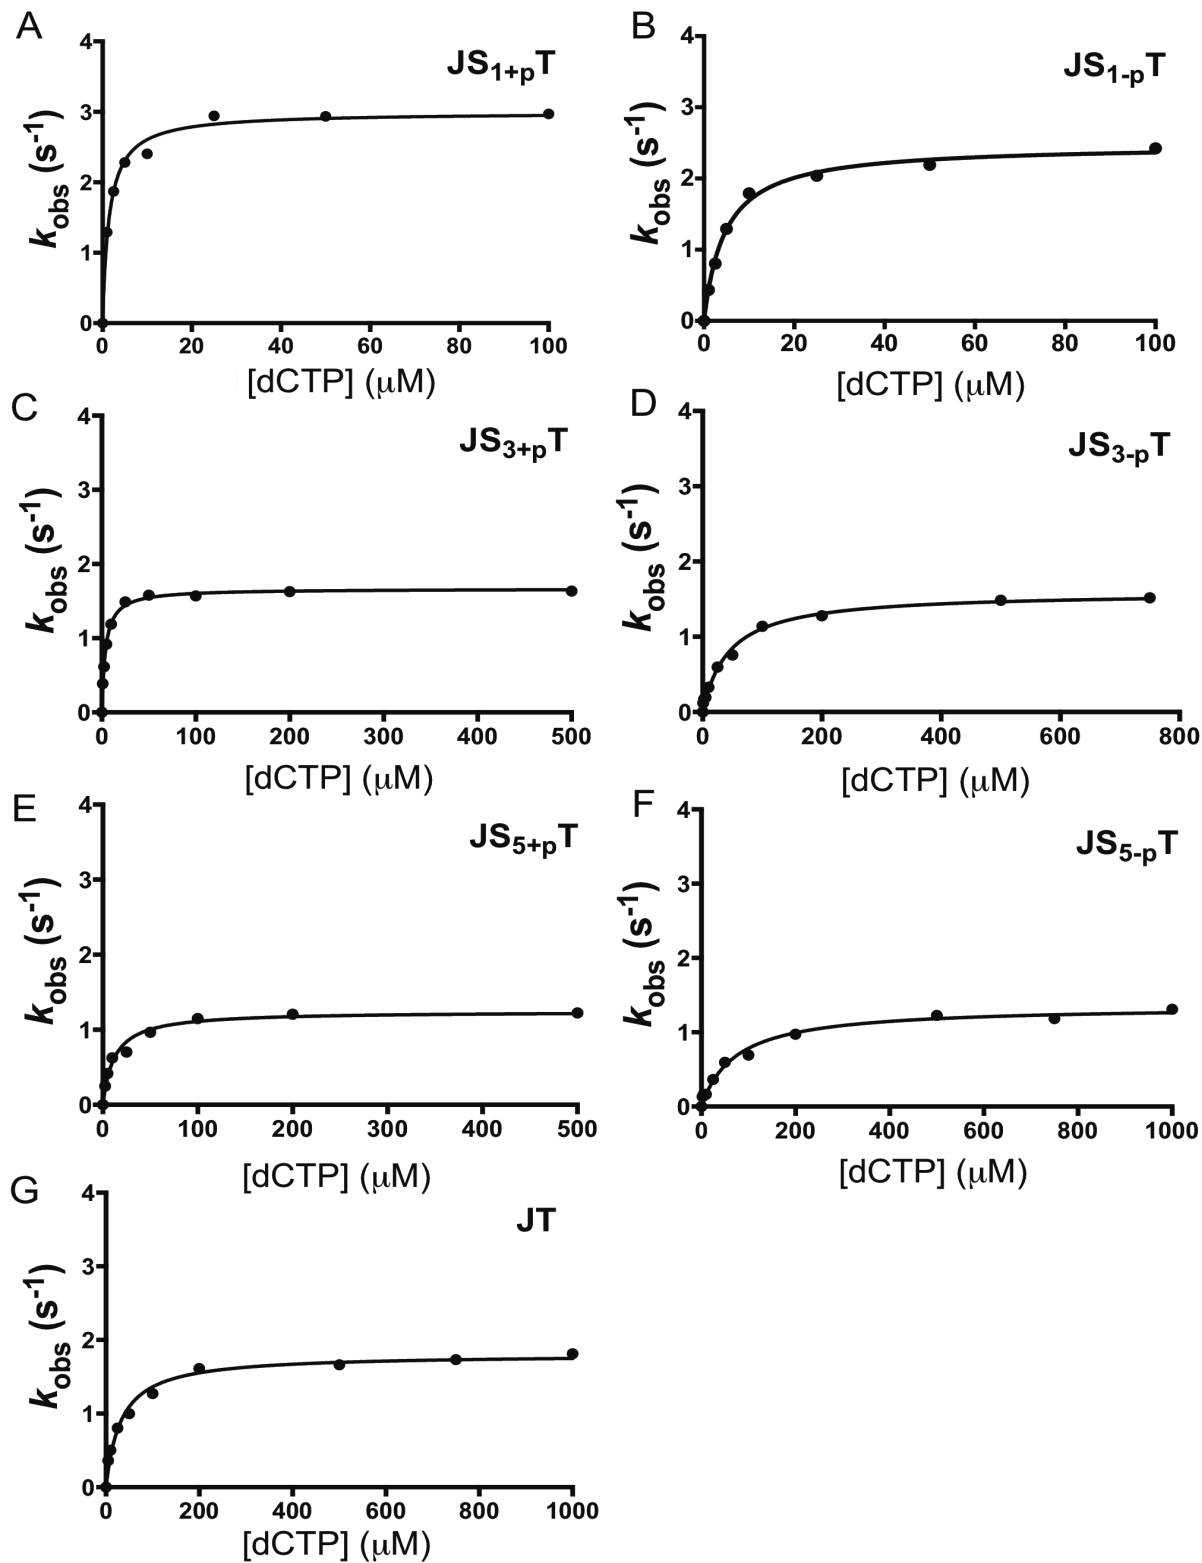 A
JS1+pT
4
3
2
1
0
kobs (s-1)
0 20 40 60 80 100
[dCTP] (μM)
B
JS1-pT
4
3
2
1
0
kobs (s-1)
0 20 40 60 80 100
[dCTP] (μM)
C
JS3+pT
4
3
2
1
0
kobs (s-1)
0 100 200 300 400 500
[dCTP] (μM)
D
JS3-pT
4
3
2
1
0
kobs (s-1)
0 200 400 600 800
[dCTP] (μM)
E
JS5+pT
4
3
2
1
0
kobs (s-1)
0 100 200 300 400 500
[dCTP] (μM)
F
JS5-pT
4
3
2
1
0
kobs (s-1)
0 200 400 600 800 1000
[dCTP] (μM)
G
JT
4
3
2
1
0
kobs (s-1)
0 200 400 600 800 1000
[dCTP] (μM)